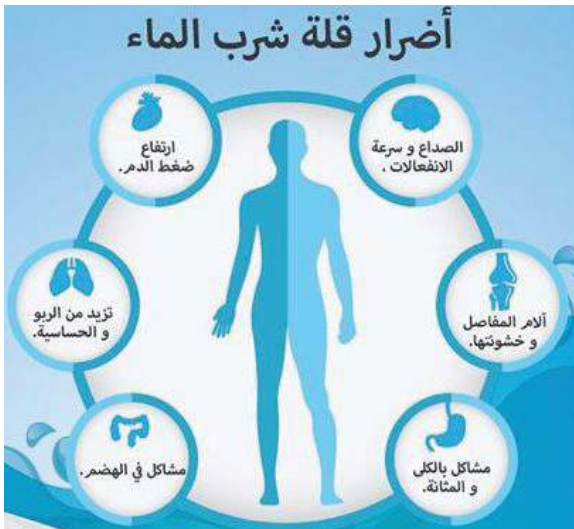 أضرار قلة شرب الماء
الصداع و سرعة
الانفعالات .
ارتفاع
ضغط الدم.
آلام المفاصل
و خشونتها.
تزيد من الربو
و الحساسية.
مشاكل بالكلى
و المثانة.
مشاكل في الهضم.